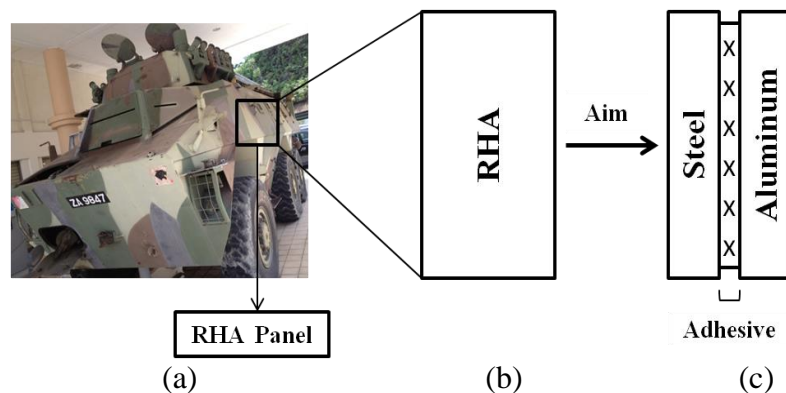 ZA 9847
RHA Panel
(a)
RHA
(b)
Aim
Steel
X
X
X
X
X
X
Aluminum
Adhesive
(c)